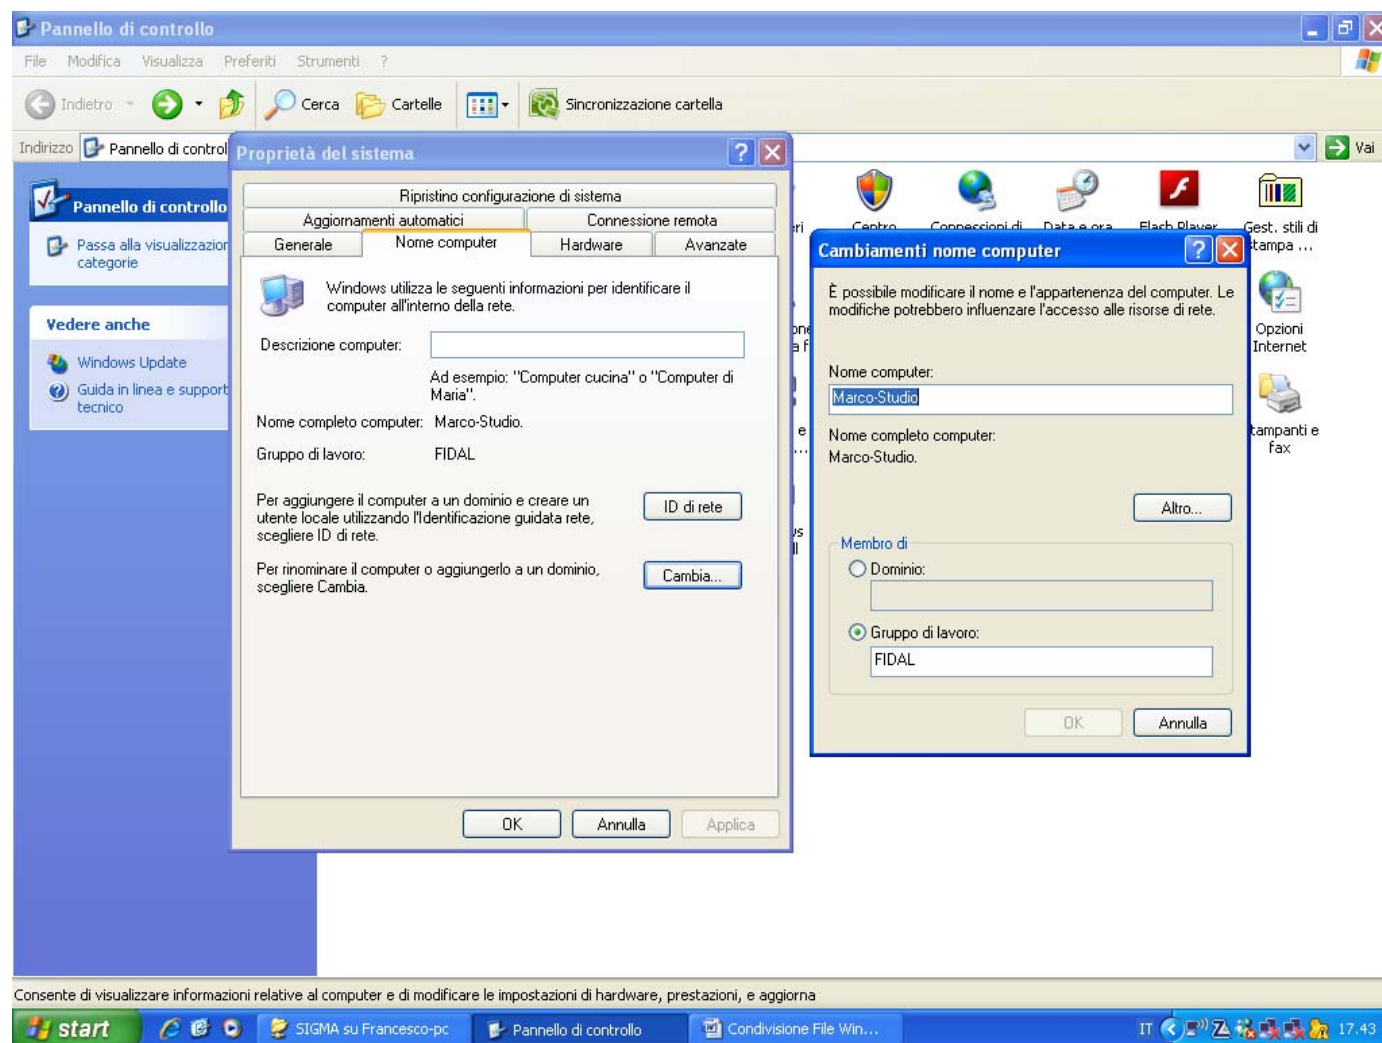 Pannello di controllo
File Modifica Visualizza Preferiti Strumenti ?
Indietro Cerca Cartelle Sincronizzazione cartella
Indirizzo Pannello di control Vai
Pannello di controllo
Passa alla visualizzazion
categorie
Vedere anche
Windows Update
Guida in linea e support
tecnico
Proprietà del sistema
Ripristino configurazione di sistema
Aggiornamenti automatici Connessione remota
Generale Nome computer Hardware Avanzate
Windows utilizza le seguenti informazioni per identificare il
computer all'interno della rete.
Descrizione computer:
Ad esempio: "Computer cucina" o "Computer di
Maria".
Nome completo computer: Marco-Studio.
Gruppo di lavoro: FIDAL
Per aggiungere il computer a un dominio e creare un
utente locale utilizzando l'Identificazione guidata rete,
scegliere ID di rete.
ID di rete
Per rinominare il computer o aggiungerlo a un dominio,
scegliere Cambia.
Cambia...
OK Annulla Applica
Centro Connessioni di Data e ora Flash Player Gest. stili di
stampa ...
Opzioni
Internet
tampanti e
fax
Cambiamenti nome computer
È possibile modificare il nome e l'appartenenza del computer. Le
modifiche potrebbero influenzare l'accesso alle risorse di rete.
Nome computer:
Marco-Studio
Nome completo computer:
Marco-Studio.
Altro...
Membro di
Dominio:
Gruppo di lavoro:
FIDAL
OK Annulla
Consente di visualizzare informazioni relative al computer e di modificare le impostazioni di hardware, prestazioni, e aggiorna
start SIGMA su Francesco-pc Pannello di controllo Condivisione File Win... IT 17.43